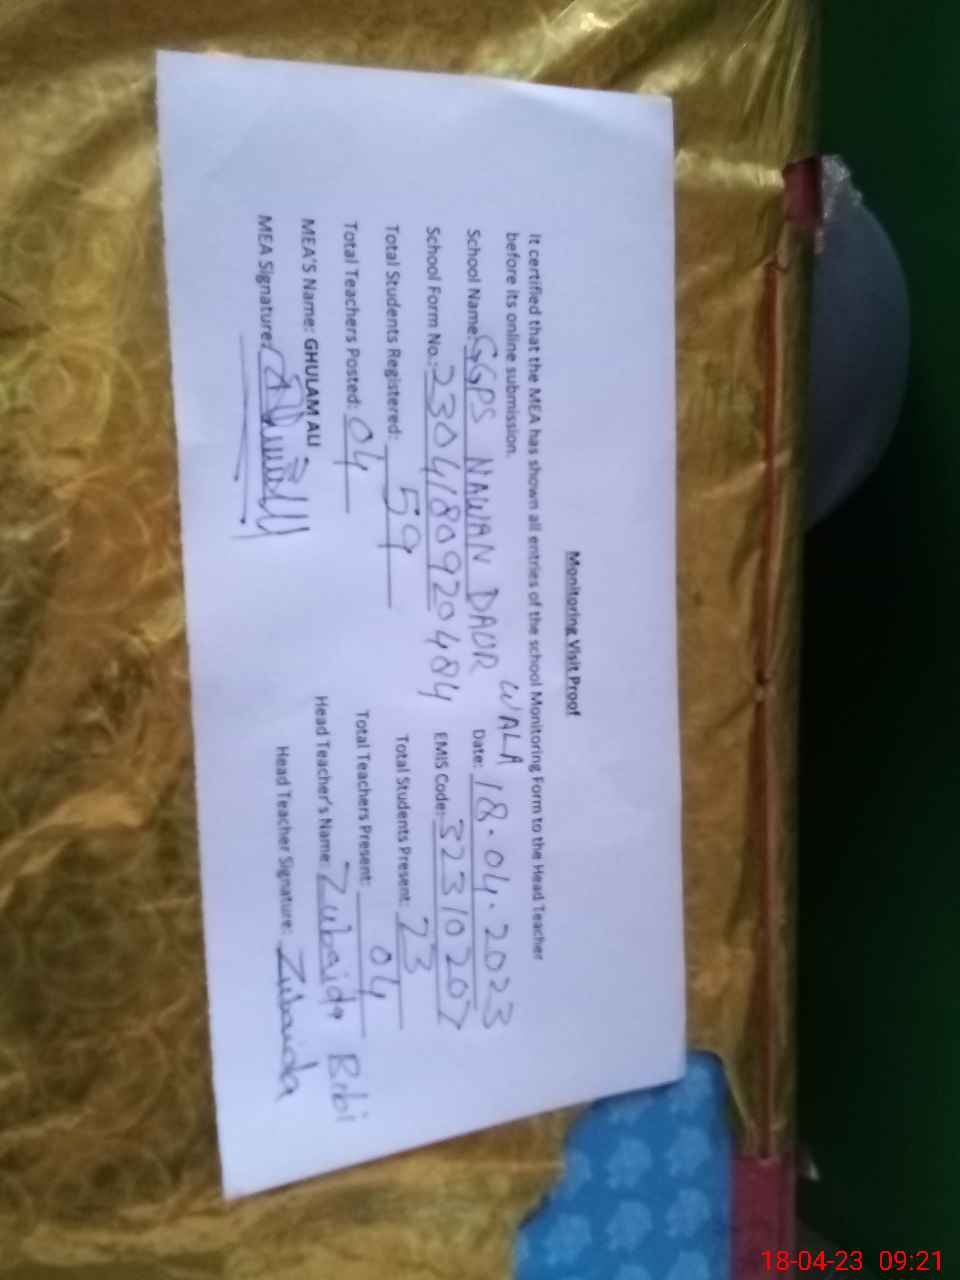 Monitoring Visit Proof
It certified that the MEA has shown all entries of the school Monitoring Form to the Head Teacher
before its online submission.
School Name: GGPS NAWAN DAUR WALA Date: 18.04.2023
School Form No.: 2304180920484 EMIS Code: 32310207
Total Students Registered: 59 Total Students Present: 23
Total Teachers Posted: 04 Total Teachers Present: 04
MEA'S Name: GHULAM ALI Head Teacher's Name: Zubaida Bibi
MEA Signature: Head Teacher Signature: Zubaida
18-04-23 09:21